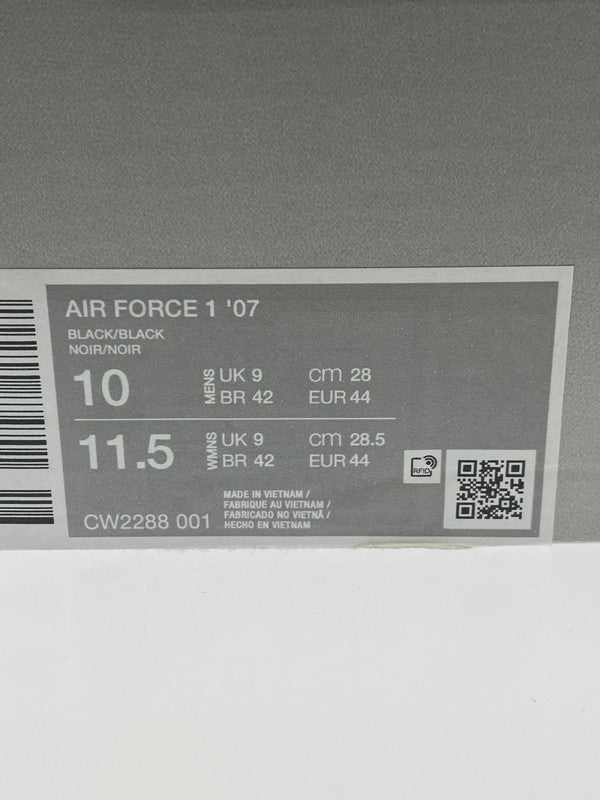 AIR FORCE 1 '07
BLACK/BLACK
NOIR/NOIR
10 MENS UK 9 cm 28
BR 42 EUR 44
11.5 WMNS UK 9 cm 28.5
BR 42 EUR 44
RFID
CW2288 001
MADE IN VIETNAM /
FABRIQUE AU VIETNAM /
FABRICADO NO VIETNÃ /
HECHO EN VIETNAM